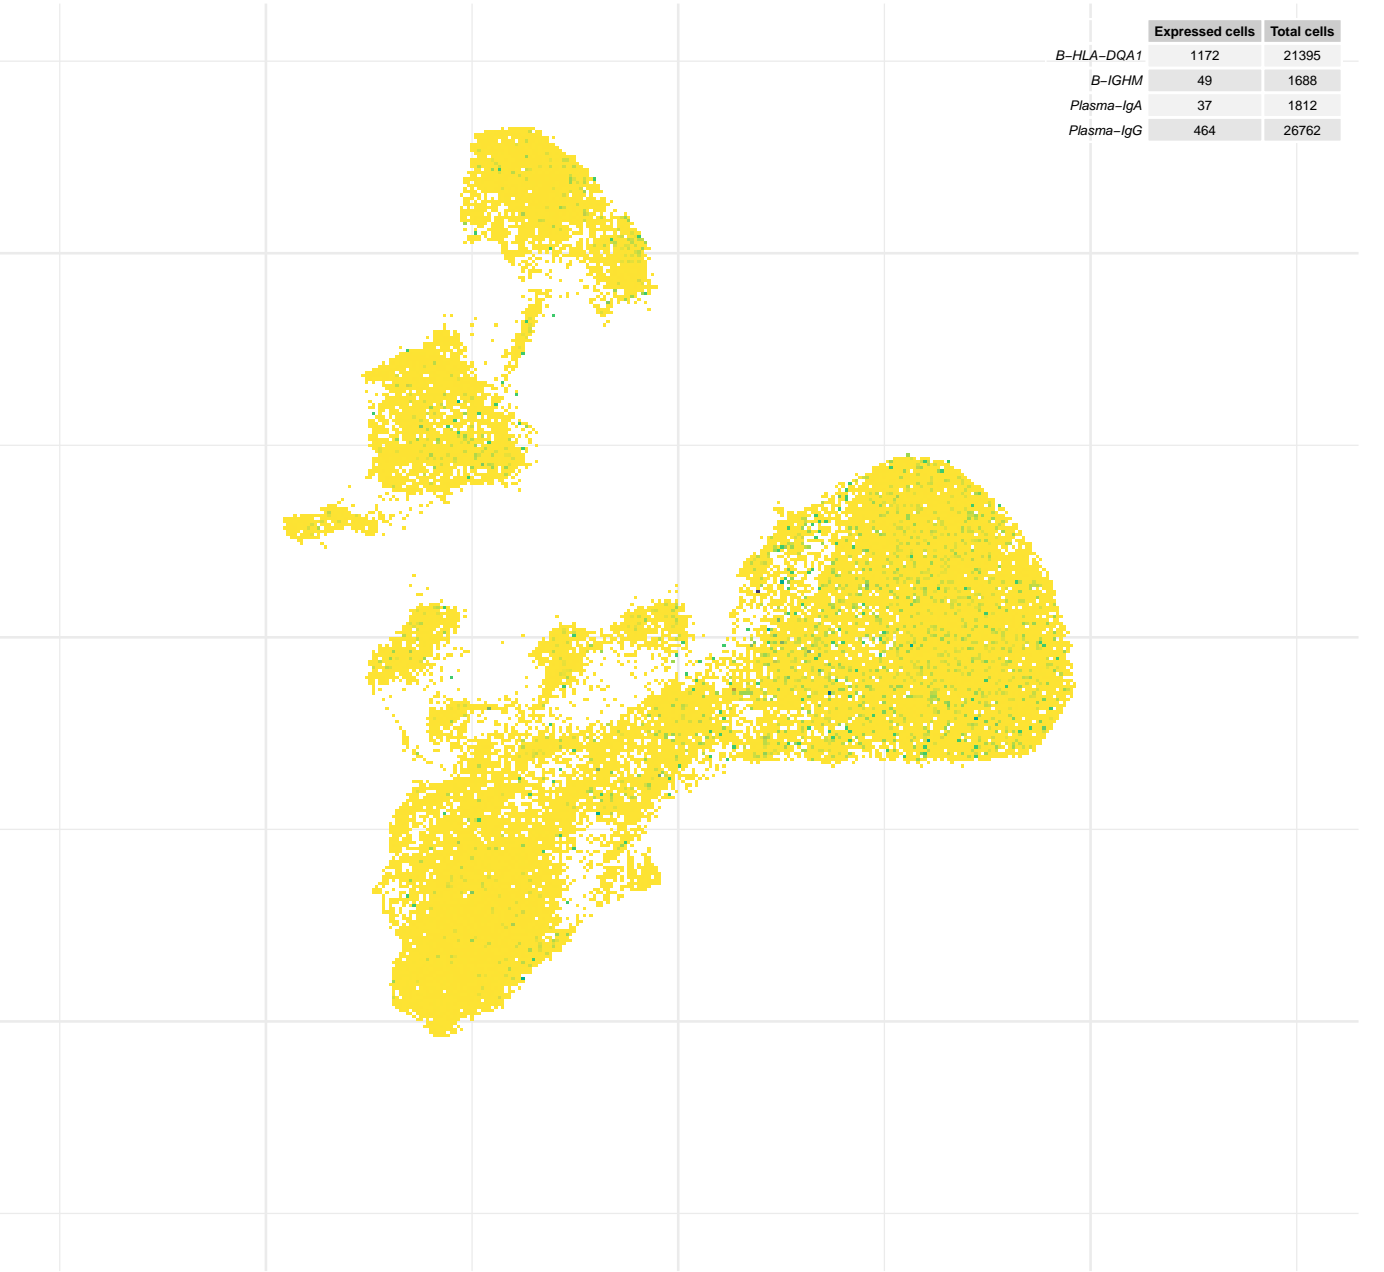 Expressed cells Total cells
B−HLA−DQA1 1172 21395
B−IGHM 49 1688
Plasma−IgA 37 1812
Plasma−IgG 464 26762